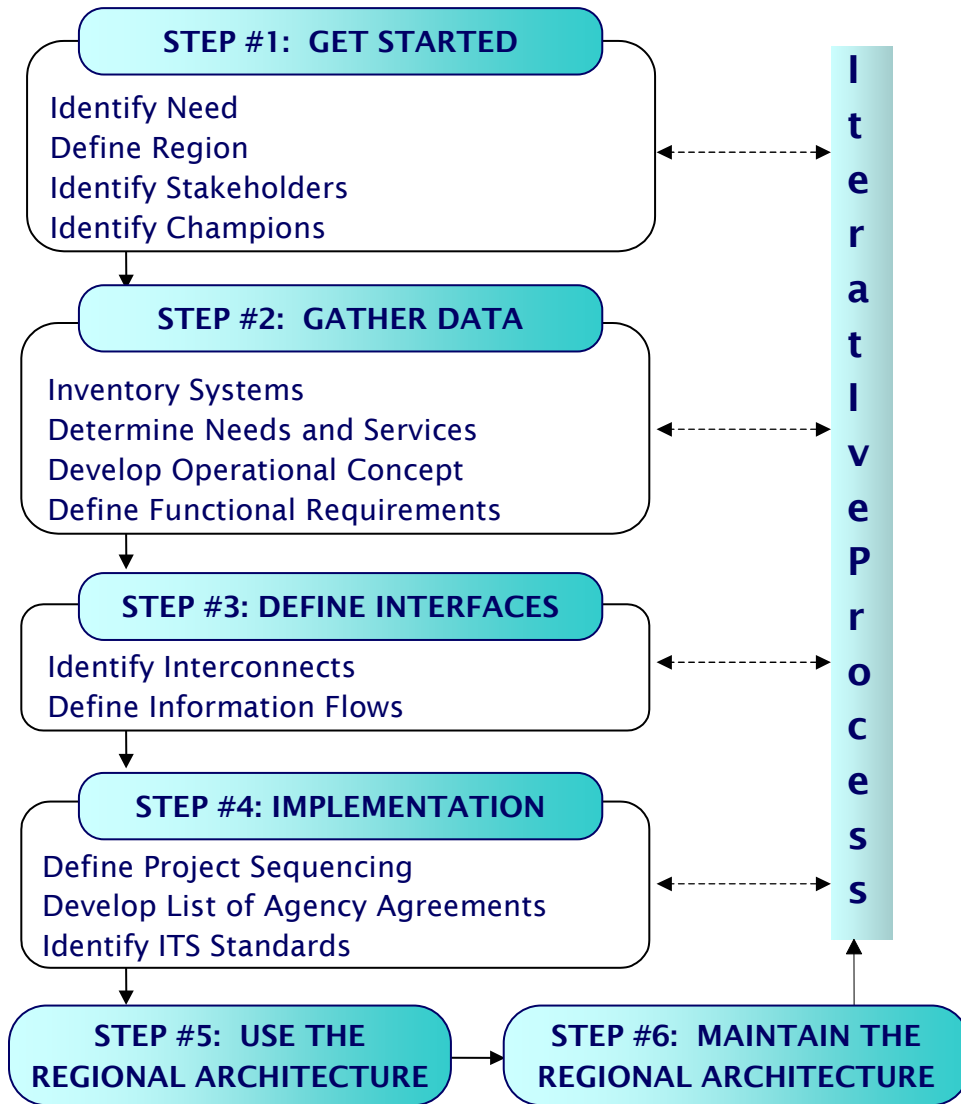 STEP #1: GET STARTED
Identify Need
Define Region
Identify Stakeholders
Identify Champions
STEP #2: GATHER DATA
Inventory Systems
Determine Needs and Services
Develop Operational Concept
Define Functional Requirements
STEP #3: DEFINE INTERFACES
Identify Interconnects
Define Information Flows
STEP #4: IMPLEMENTATION
Define Project Sequencing
Develop List of Agency Agreements
Identify ITS Standards
STEP #5: USE THE
REGIONAL ARCHITECTURE
STEP #6: MAINTAIN THE
REGIONAL ARCHITECTURE
IteratIveProcess